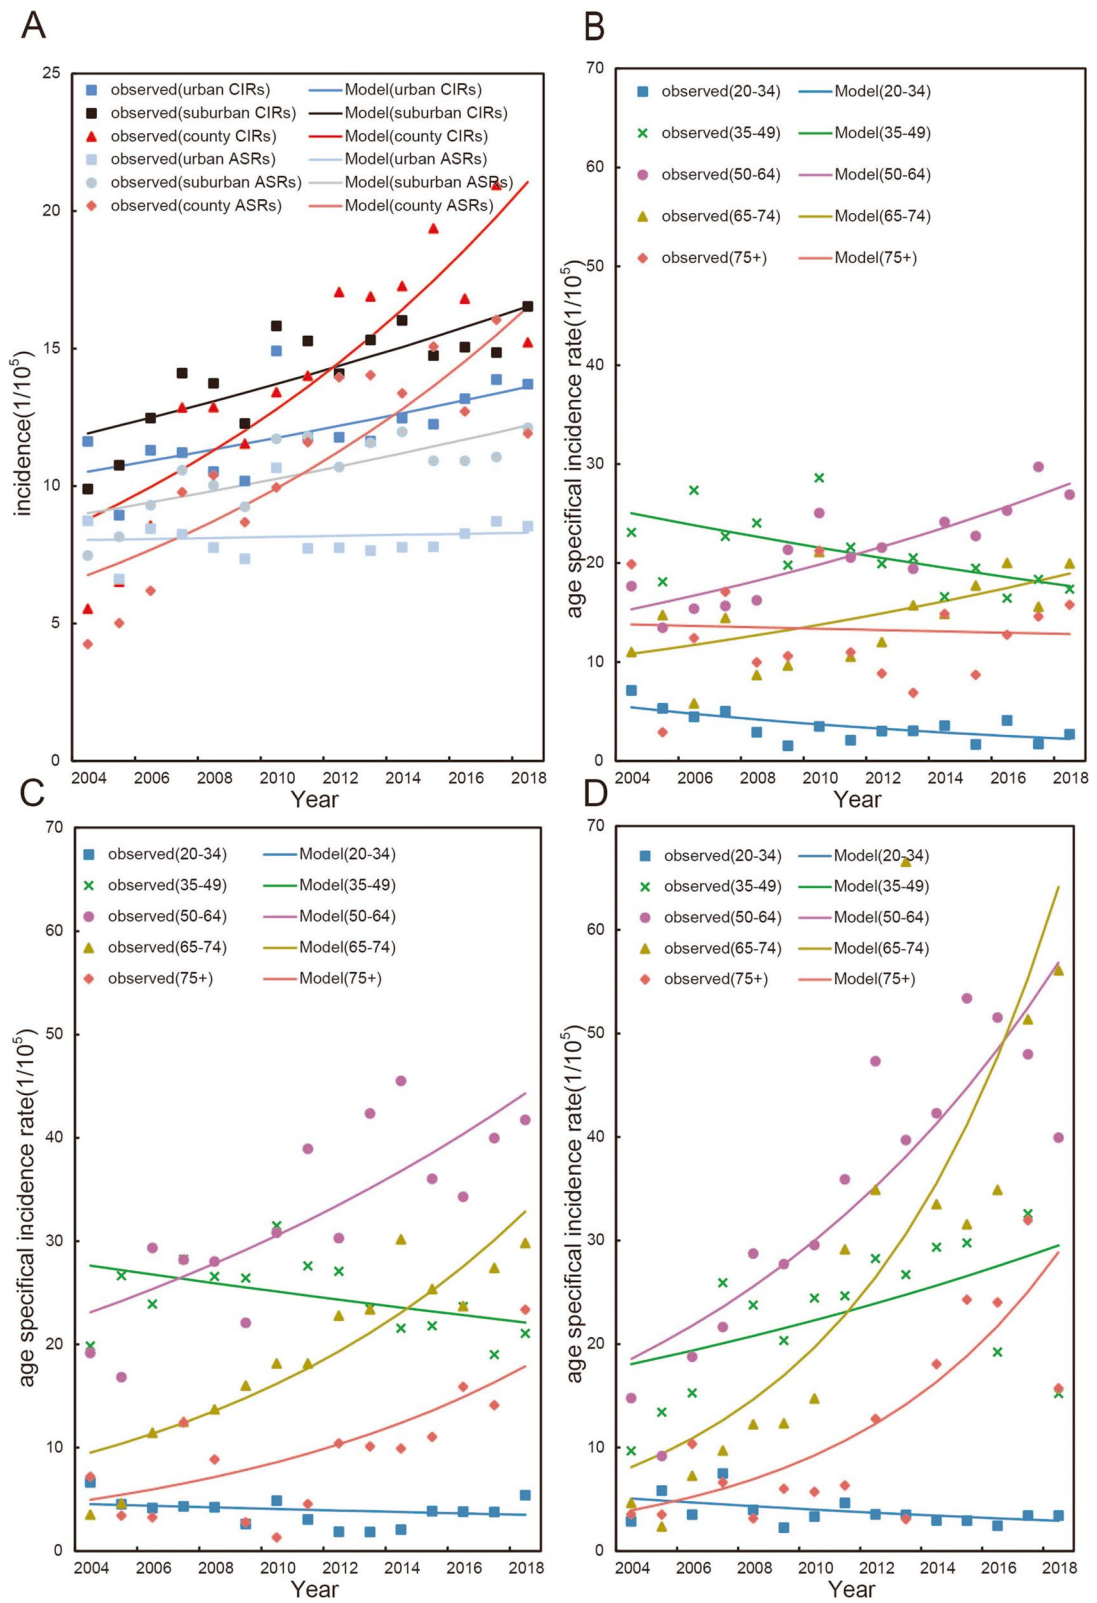 A
25
20
15
10
5
0
incidence(1/10⁵)
observed(urban CIRs) Model(urban CIRs)
observed(suburban CIRs) Model(suburban CIRs)
observed(county CIRs) Model(county CIRs)
observed(urban ASRs) Model(urban ASRs)
observed(suburban ASRs) Model(suburban ASRs)
observed(county ASRs) Model(county ASRs)
2004 2006 2008 2010 2012 2014 2016 2018
Year
B
70
60
50
40
30
20
10
0
age specifical incidence rate(1/10⁵)
observed(20-34) Model(20-34)
observed(35-49) Model(35-49)
observed(50-64) Model(50-64)
observed(65-74) Model(65-74)
observed(75+) Model(75+)
2004 2006 2008 2010 2012 2014 2016 2018
Year
C
70
60
50
40
30
20
10
0
age specifical incidence rate(1/10⁵)
observed(20-34) Model(20-34)
observed(35-49) Model(35-49)
observed(50-64) Model(50-64)
observed(65-74) Model(65-74)
observed(75+) Model(75+)
2004 2006 2008 2010 2012 2014 2016 2018
Year
D
70
60
50
40
30
20
10
0
age specifical incidence rate(1/10⁵)
observed(20-34) Model(20-34)
observed(35-49) Model(35-49)
observed(50-64) Model(50-64)
observed(65-74) Model(65-74)
observed(75+) Model(75+)
2004 2006 2008 2010 2012 2014 2016 2018
Year